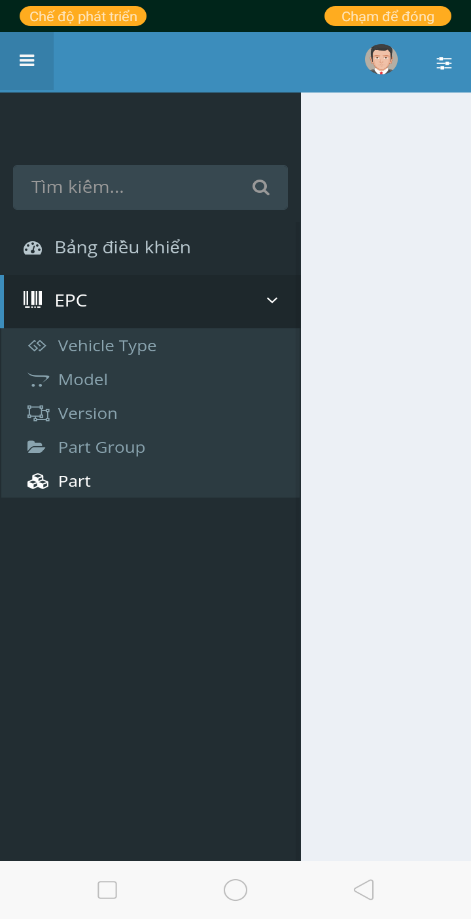 Chế độ phát triển
Chạm để đóng
Tìm kiếm...
Bảng điều khiển
EPC
Vehicle Type
Model
Version
Part Group
Part